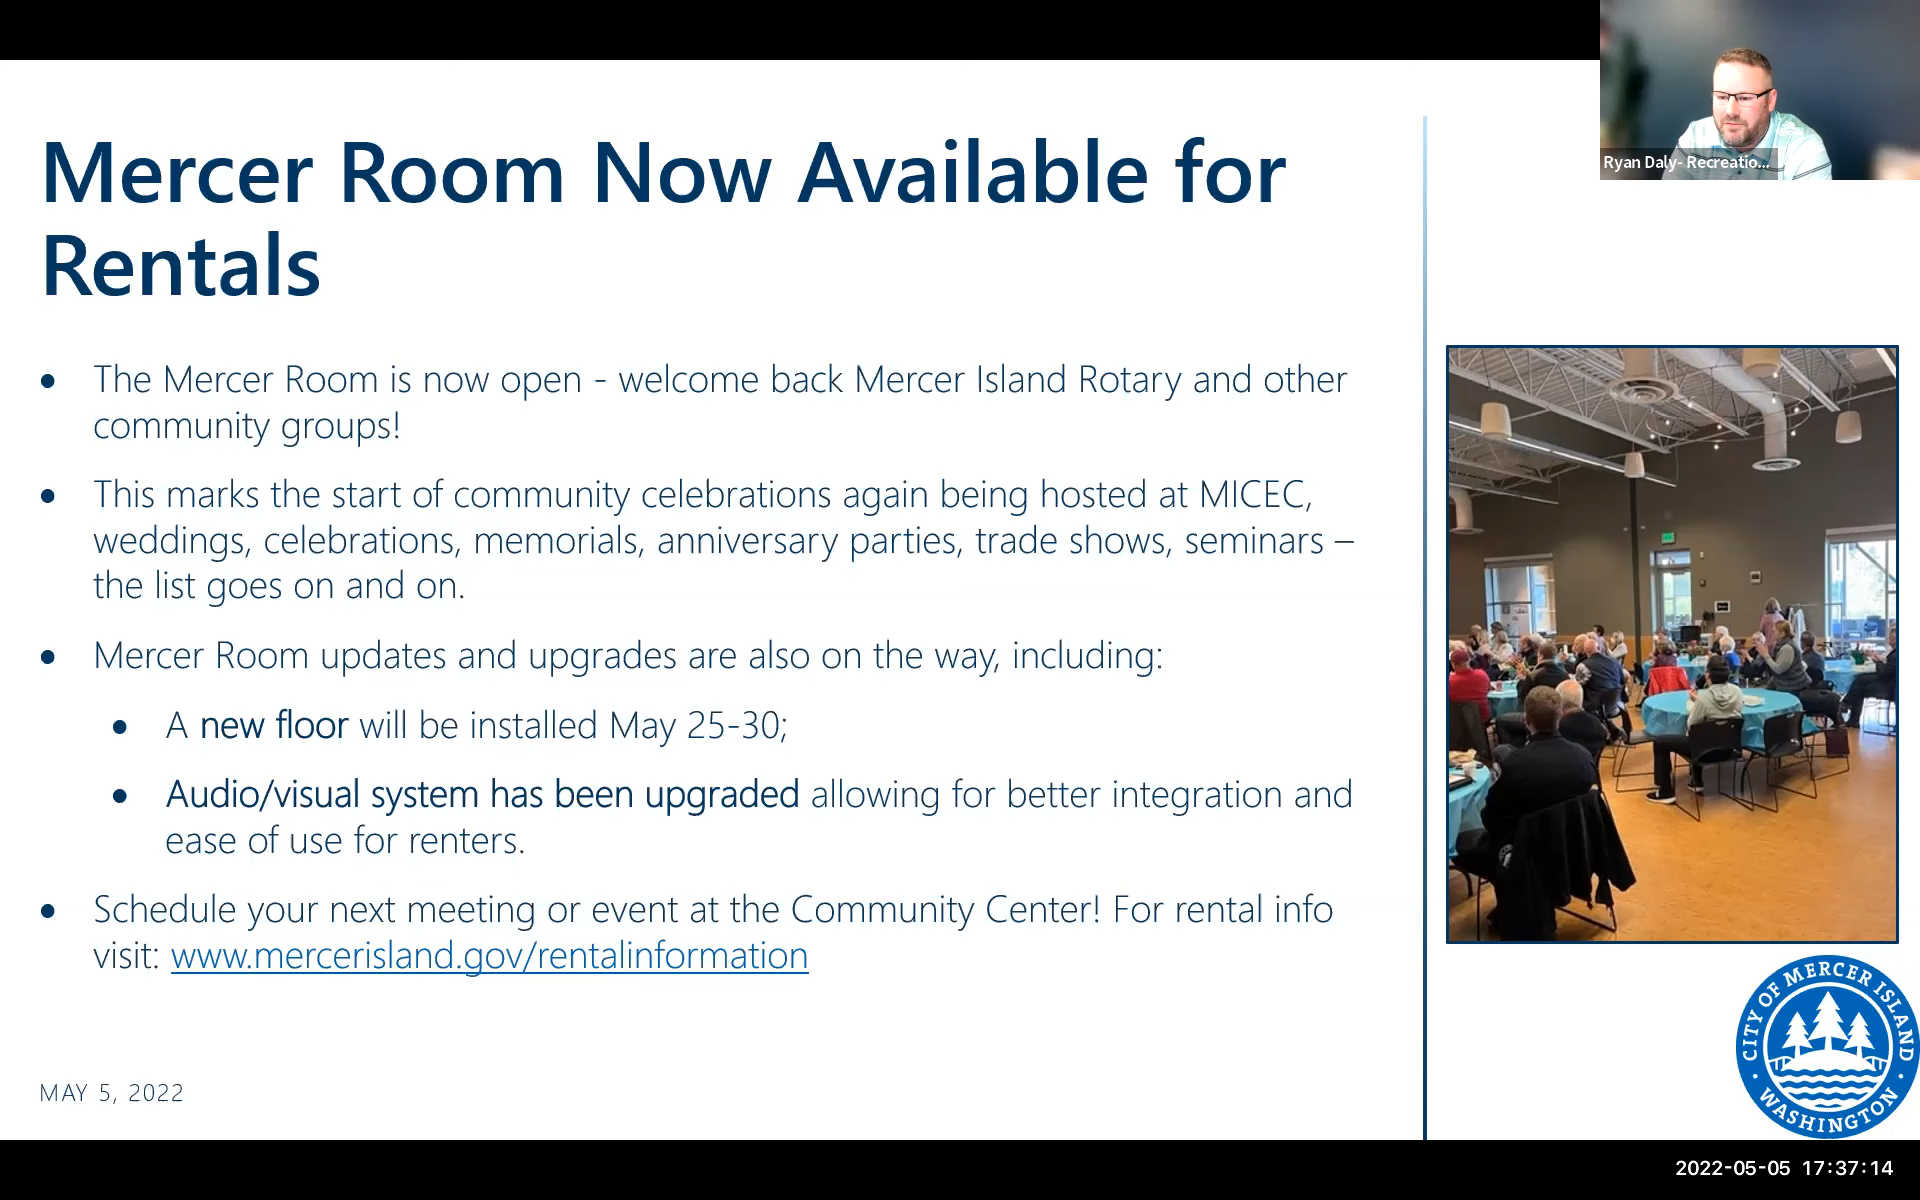 Mercer Room Now Available for
Rentals
• The Mercer Room is now open - welcome back Mercer Island Rotary and other
community groups!
• This marks the start of community celebrations again being hosted at MICEC,
weddings, celebrations, memorials, anniversary parties, trade shows, seminars –
the list goes on and on.
• Mercer Room updates and upgrades are also on the way, including:
• A new floor will be installed May 25-30;
• Audio/visual system has been upgraded allowing for better integration and
ease of use for renters.
• Schedule your next meeting or event at the Community Center! For rental info
visit: www.mercerisland.gov/rentalinformation
MAY 5, 2022
Ryan Daly- Recreatio...
CITY OF MERCER ISLAND
WASHINGTON
2022-05-05 17:37:14